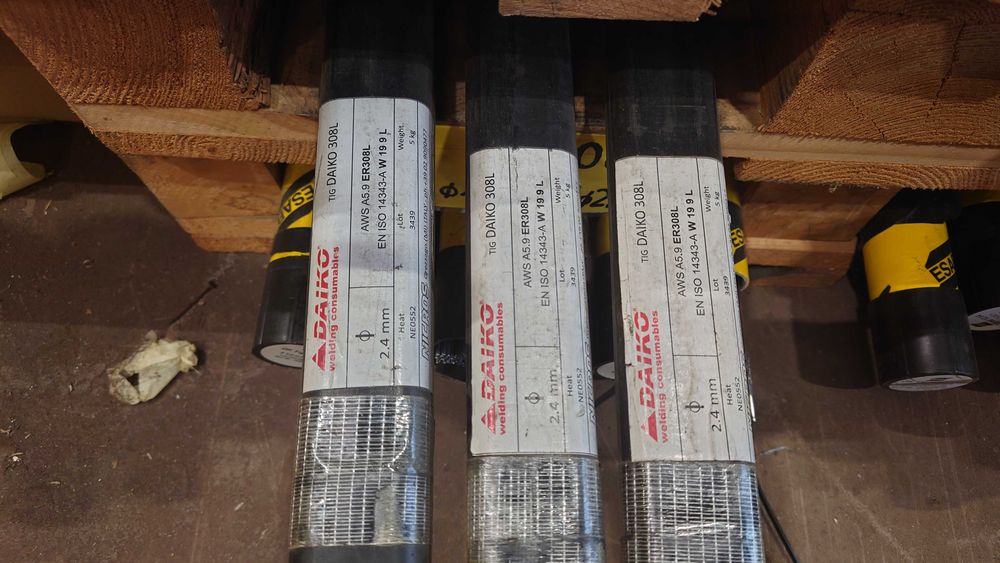 DAIKO
welding consumables
TIG DAIKO 308L
AWS A5.9 ER308L
EN ISO 14343-A W 19 9 L
ϕ
2.4 mm
Heat
NE0552
Lot
3439
Weight
5 kg
DAIKO
welding consumables
TIG DAIKO 308L
AWS A5.9 ER308L
EN ISO 14343-A W 19 9 L
ϕ
2.4 mm
Heat
NE0552
Lot
3439
Weight
5 kg
DAIKO
welding consumables
TIG DAIKO 308L
AWS A5.9 ER308L
EN ISO 14343-A W 19 9 L
ϕ
2.4 mm
Heat
NE0552
Lot
3439
Weight
5 kg
ESAB